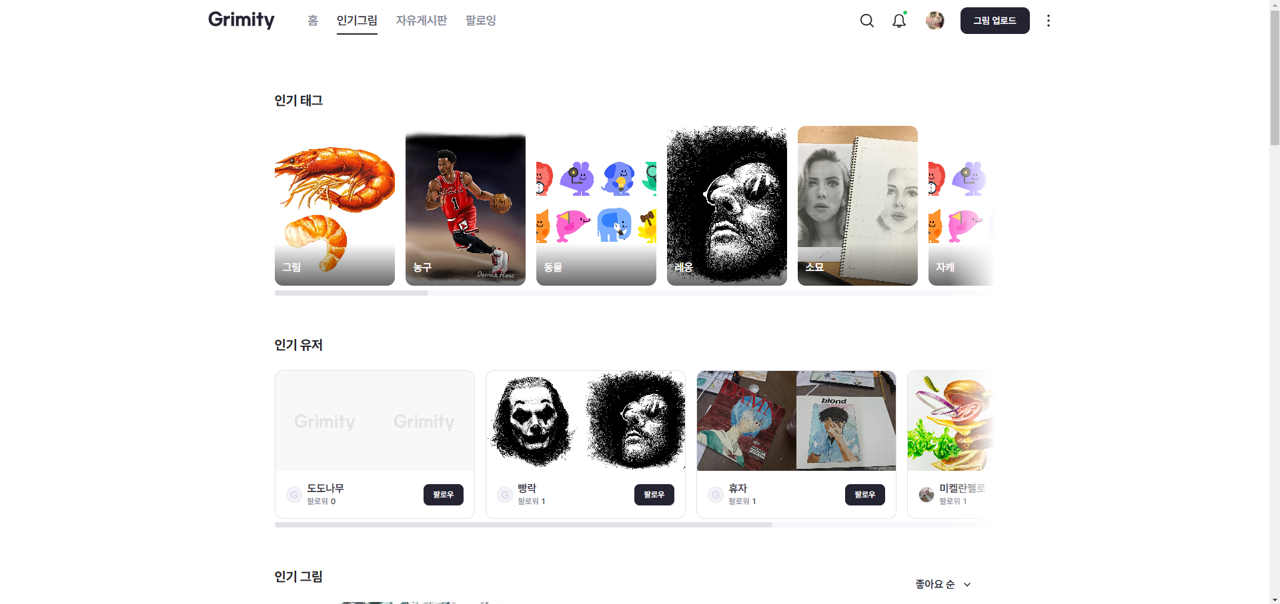 Grimity
홈
인기그림
자유게시판
팔로잉
그림 업로드
인기 태그
그림
농구
Derrick Rose
동물
레옹
소묘
자캐
인기 유저
Grimity
Grimity
blond
도도나무
팔로워 0
팔로우
빵락
팔로워 1
팔로우
휴자
팔로워 1
팔로우
미켈란젤로
팔로워 1
인기 그림
좋아요 순